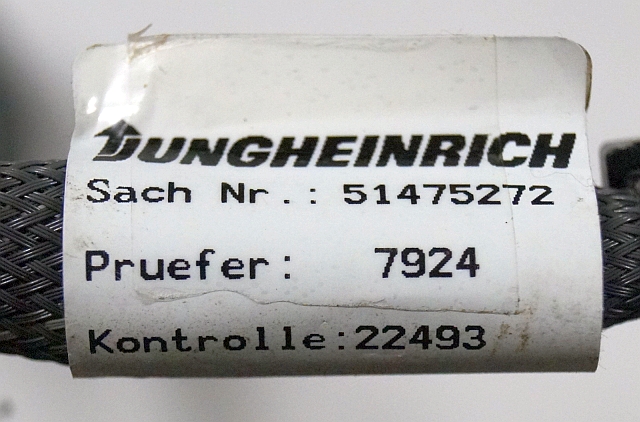 JUNGHEINRICH
Sach Nr.: 51475272
Pruefer: 7924
Kontrolle:22493